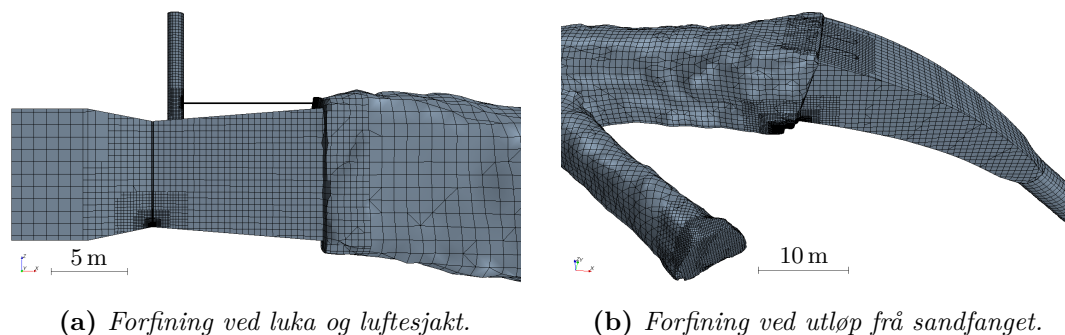 5 m
10 m
(a) Forfining ved luka og luftesjakt.
(b) Forfining ved utløp frå sandfanget.